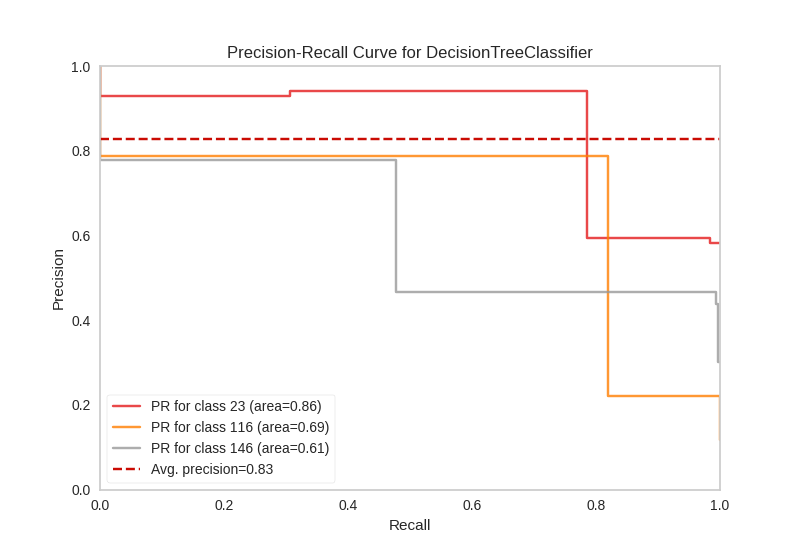 Precision-Recall Curve for DecisionTreeClassifier
1.0
0.8
0.6
0.4
0.2
0.0
Precision
PR for class 23 (area=0.86)
PR for class 116 (area=0.69)
PR for class 146 (area=0.61)
Avg. precision=0.83
0.0 0.2 0.4 0.6 0.8 1.0
Recall